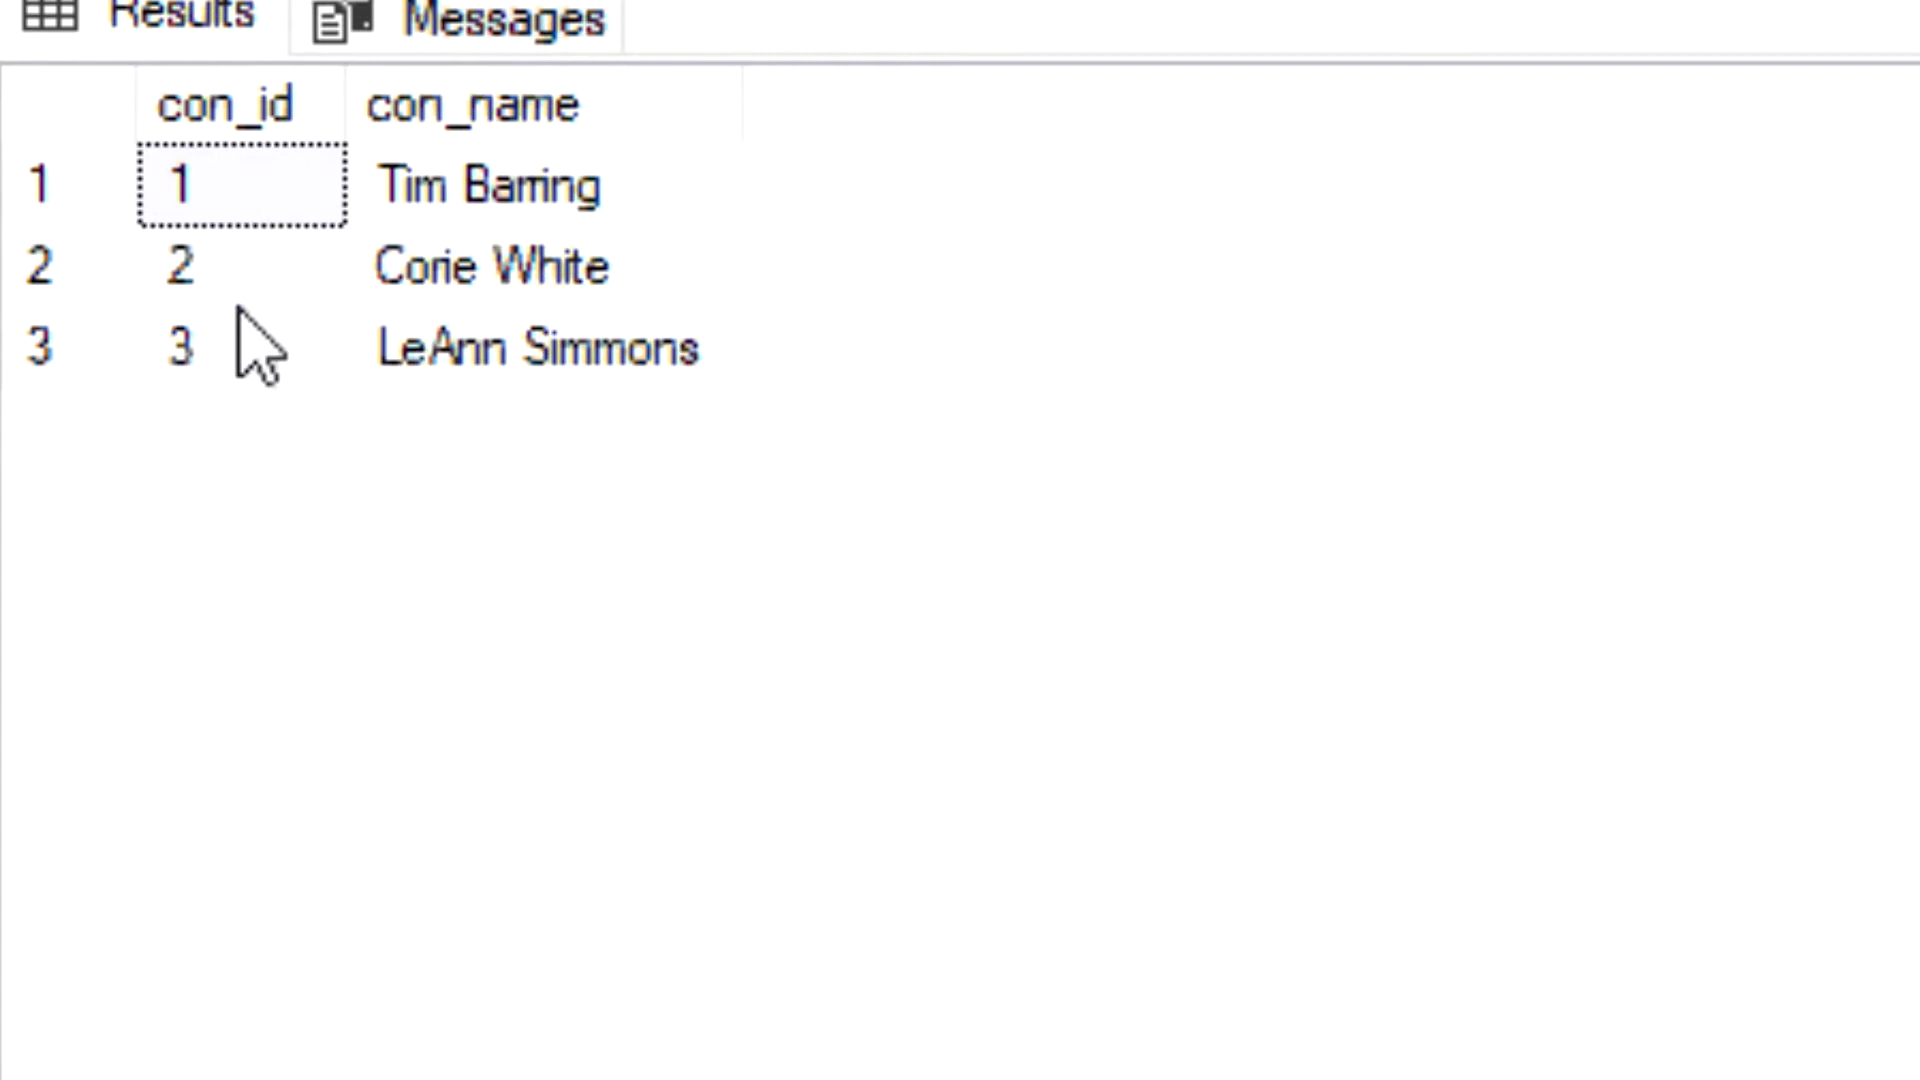 Results Messages
con_id con_name
1 1 Tim Barring
2 2 Corie White
3 3 LeAnn Simmons